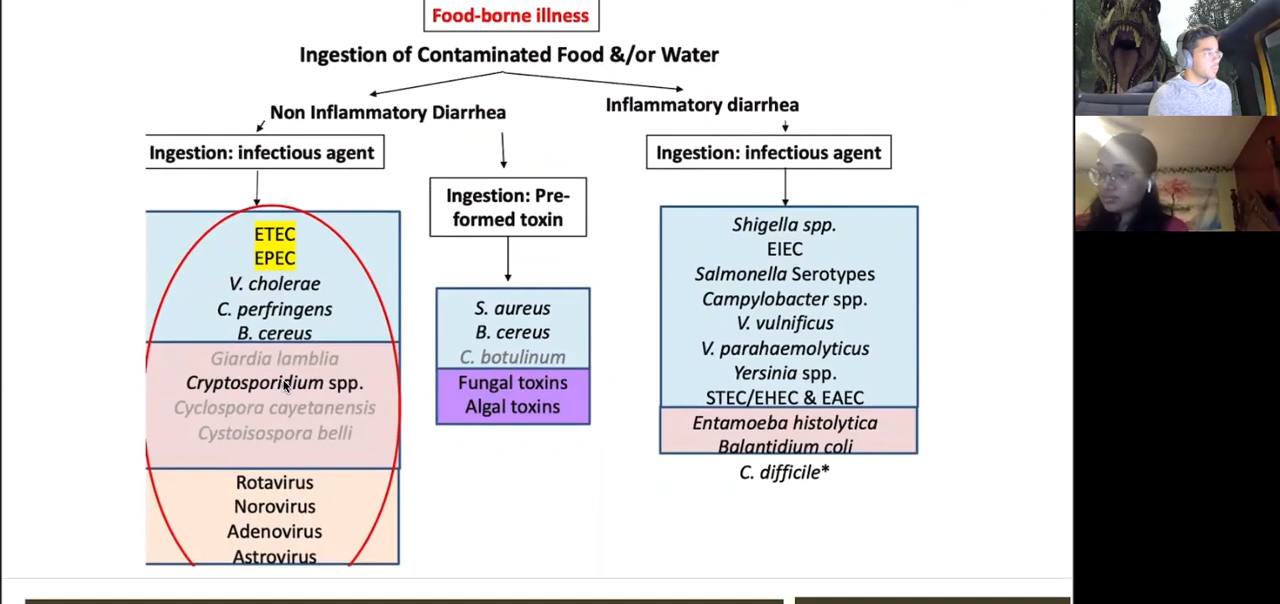 Food-borne illness
Ingestion of Contaminated Food &/or Water
Non Inflammatory Diarrhea
Inflammatory diarrhea
Ingestion: infectious agent
Ingestion: Pre-
formed toxin
Ingestion: infectious agent
ETEC
EPEC
V. cholerae
C. perfringens
B. cereus
Giardia lamblia
Cryptosporidium spp.
Cyclospora cayetanensis
Cystoisospora belli
Rotavirus
Norovirus
Adenovirus
Astrovirus
S. aureus
B. cereus
C. botulinum
Fungal toxins
Algal toxins
Shigella spp.
EIEC
Salmonella Serotypes
Campylobacter spp.
V. vulnificus
V. parahaemolyticus
Yersinia spp.
STEC/EHEC & EAEC
Entamoeba histolytica
Balantidium coli
C. difficile*